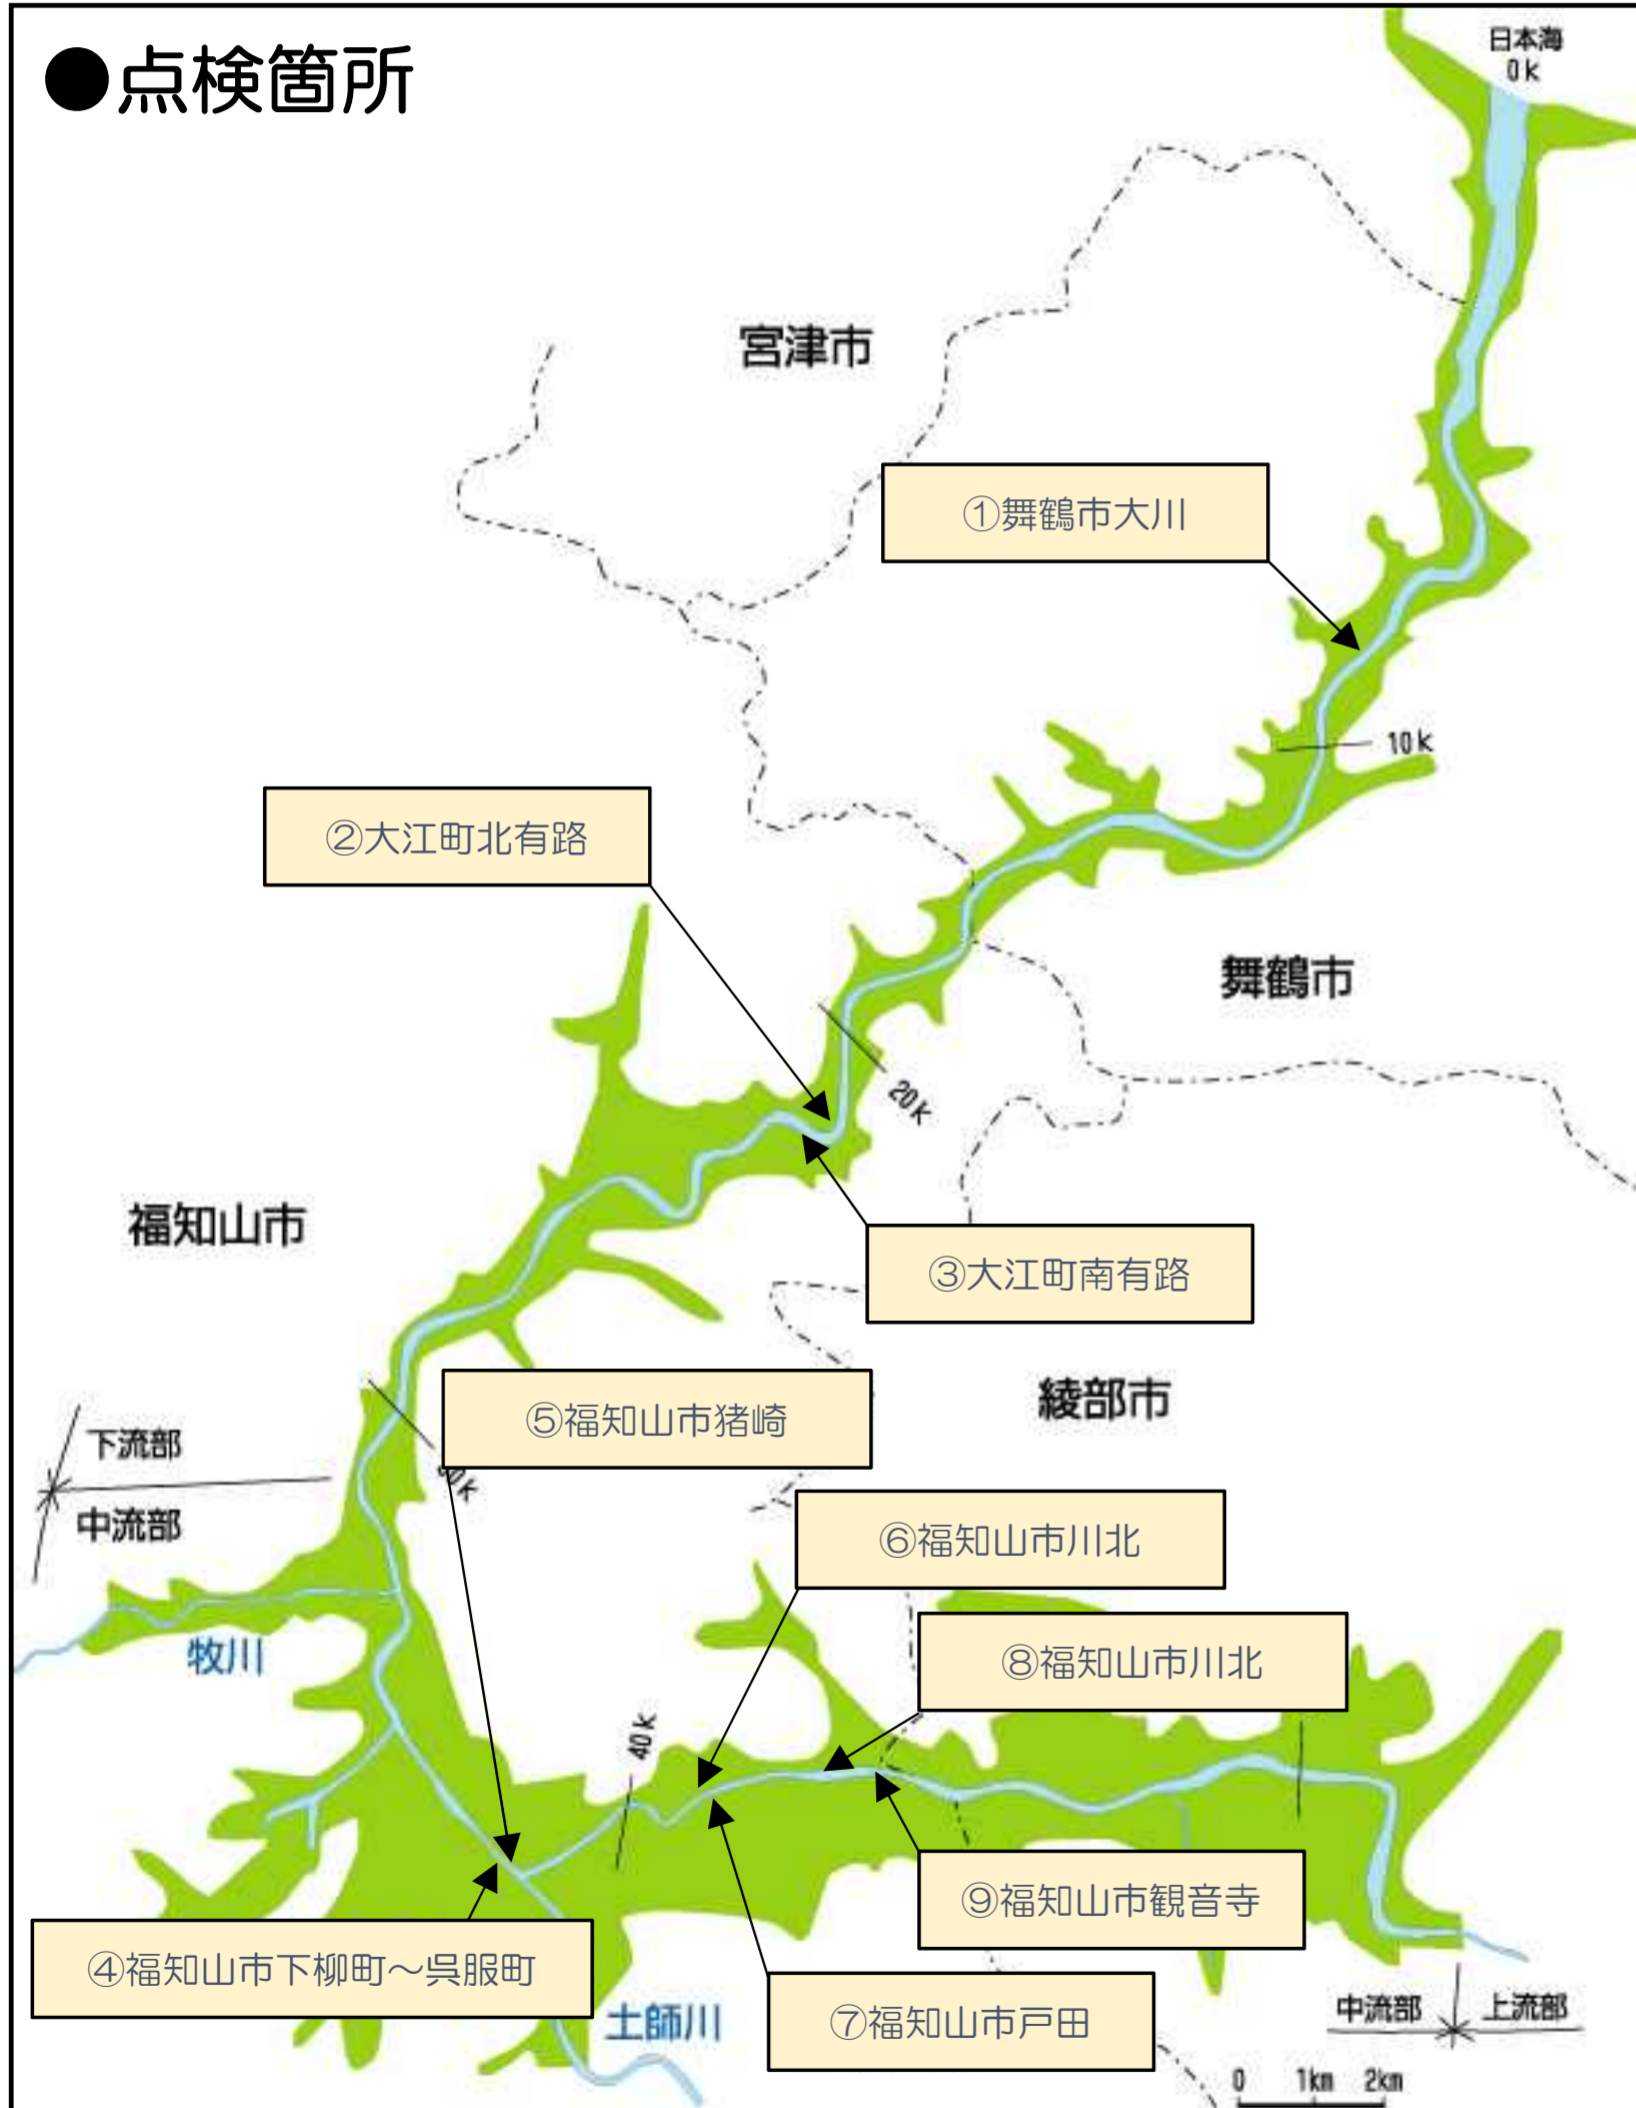 ●点検箇所
日本海
0k
宮津市
①舞鶴市大川
10k
②大江町北有路
舞鶴市
20k
福知山市
③大江町南有路
綾部市
⑤福知山市猪崎
下流部
中流部
⑥福知山市川北
牧川
⑧福知山市川北
40k
⑨福知山市観音寺
④福知山市下柳町～呉服町
土師川
⑦福知山市戸田
中流部
上流部
0 1km 2km